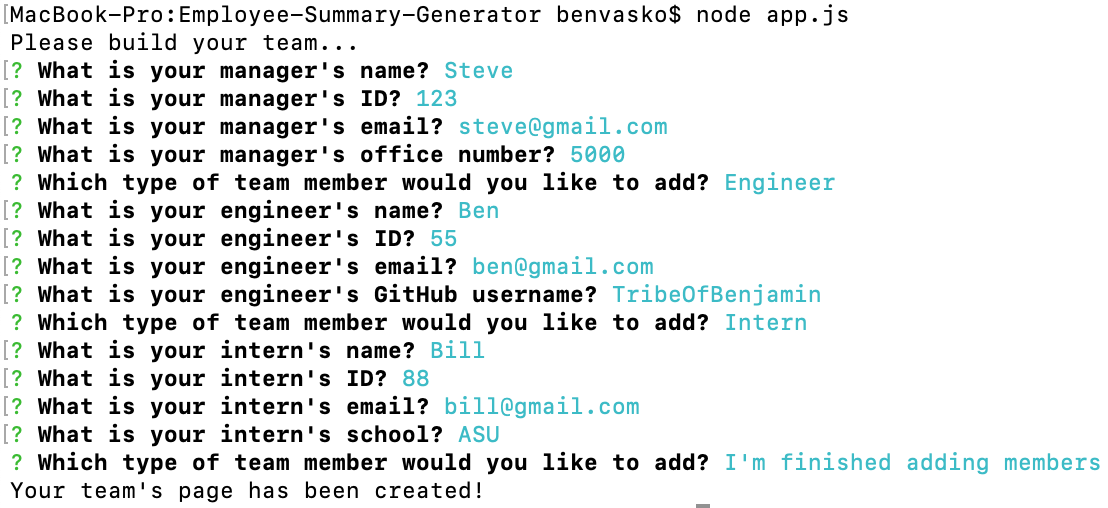 [MacBook-Pro:Employee-Summary-Generator benvasko$ node app.js
Please build your team...
[? What is your manager's name? Steve
[? What is your manager's ID? 123
[? What is your manager's email? steve@gmail.com
[? What is your manager's office number? 5000
? Which type of team member would you like to add? Engineer
[? What is your engineer's name? Ben
[? What is your engineer's ID? 55
[? What is your engineer's email? ben@gmail.com
[? What is your engineer's GitHub username? TribeOfBenjamin
? Which type of team member would you like to add? Intern
[? What is your intern's name? Bill
[? What is your intern's ID? 88
[? What is your intern's email? bill@gmail.com
[? What is your intern's school? ASU
? Which type of team member would you like to add? I'm finished adding members
Your team's page has been created!